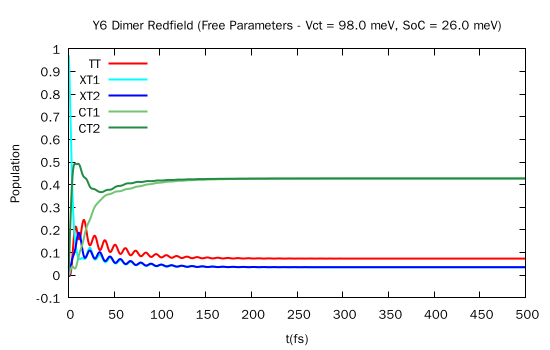 Y6 Dimer Redfield (Free Parameters - Vct = 98.0 meV, SoC = 26.0 meV)
1
0.9
0.8
0.7
0.6
0.5
0.4
0.3
0.2
0.1
0
-0.1
TT
XT1
XT2
CT1
CT2
Population
0 50 100 150 200 250 300 350 400 450 500
t(fs)